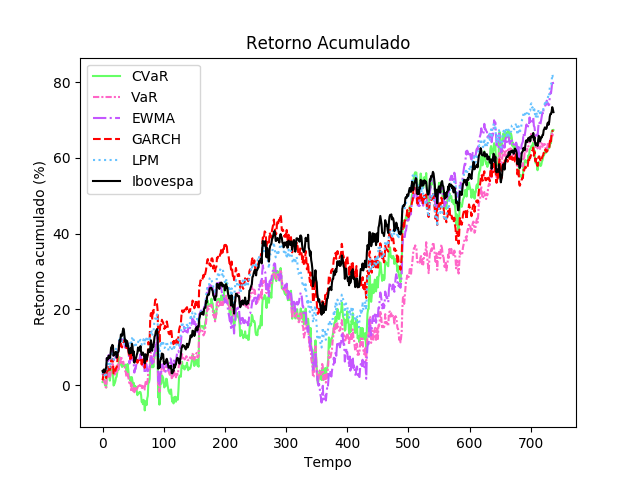 Retorno Acumulado
CVaR
VaR
EWMA
GARCH
LPM
Ibovespa
Retorno acumulado (%)
80
60
40
20
0
0 100 200 300 400 500 600 700
Tempo